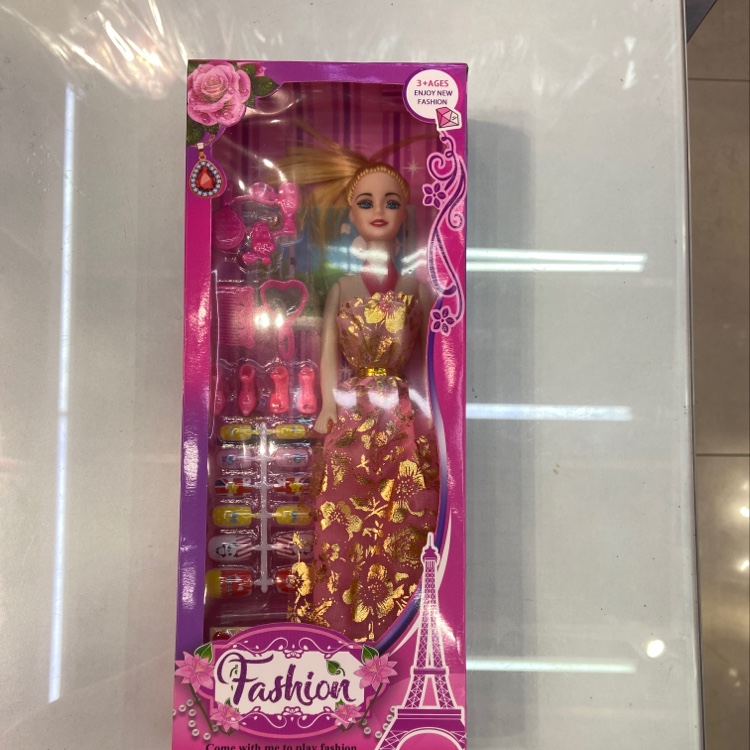 3+AGES
ENJOY NEW
FASHION
Fashion
Come with me to play fashion